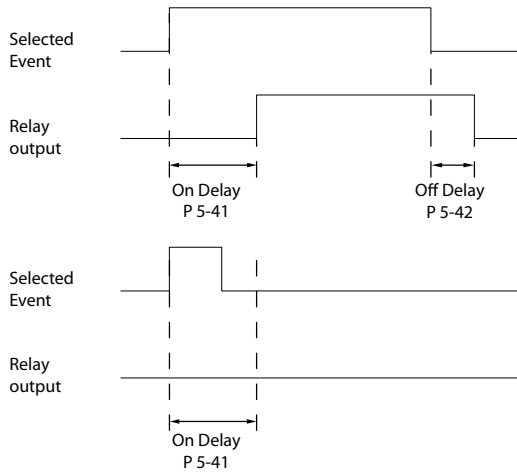 Selected
Event
Relay
output
On Delay
P 5-41
Off Delay
P 5-42
Selected
Event
Relay
output
On Delay
P 5-41